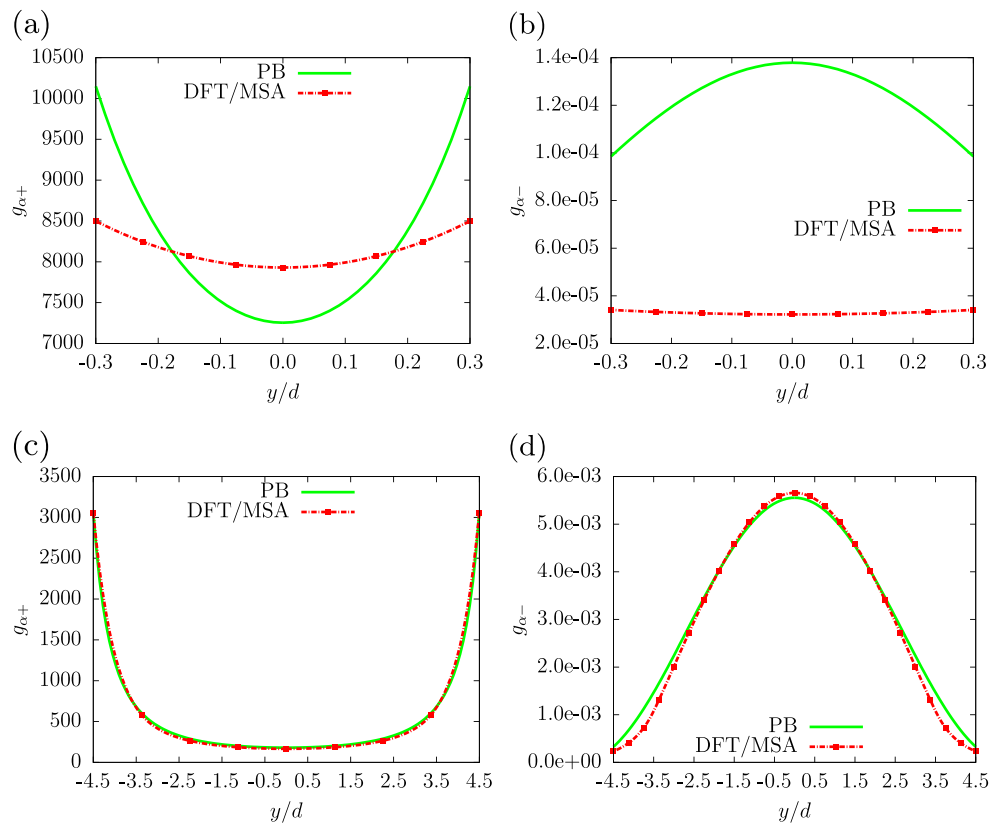 (a)
10500
10000
9500
9000
8500
8000
7500
7000
-0.3
-0.2
-0.1
0.0
0.1
0.2
0.3
g_{α+}
y/d
PB
DFT/MSA
(b)
1.4e-04
1.2e-04
1.0e-04
8.0e-05
6.0e-05
4.0e-05
2.0e-05
-0.3
-0.2
-0.1
0.0
0.1
0.2
0.3
g_{α−}
y/d
PB
DFT/MSA
(c)
3500
3000
2500
2000
1500
1000
500
0
-4.5
-3.5
-2.5
-1.5
-0.5
0.5
1.5
2.5
3.5
4.5
g_{α+}
y/d
PB
DFT/MSA
(d)
6.0e-03
5.0e-03
4.0e-03
3.0e-03
2.0e-03
1.0e-03
0.0e+00
-4.5
-3.5
-2.5
-1.5
-0.5
0.5
1.5
2.5
3.5
4.5
g_{α−}
y/d
PB
DFT/MSA